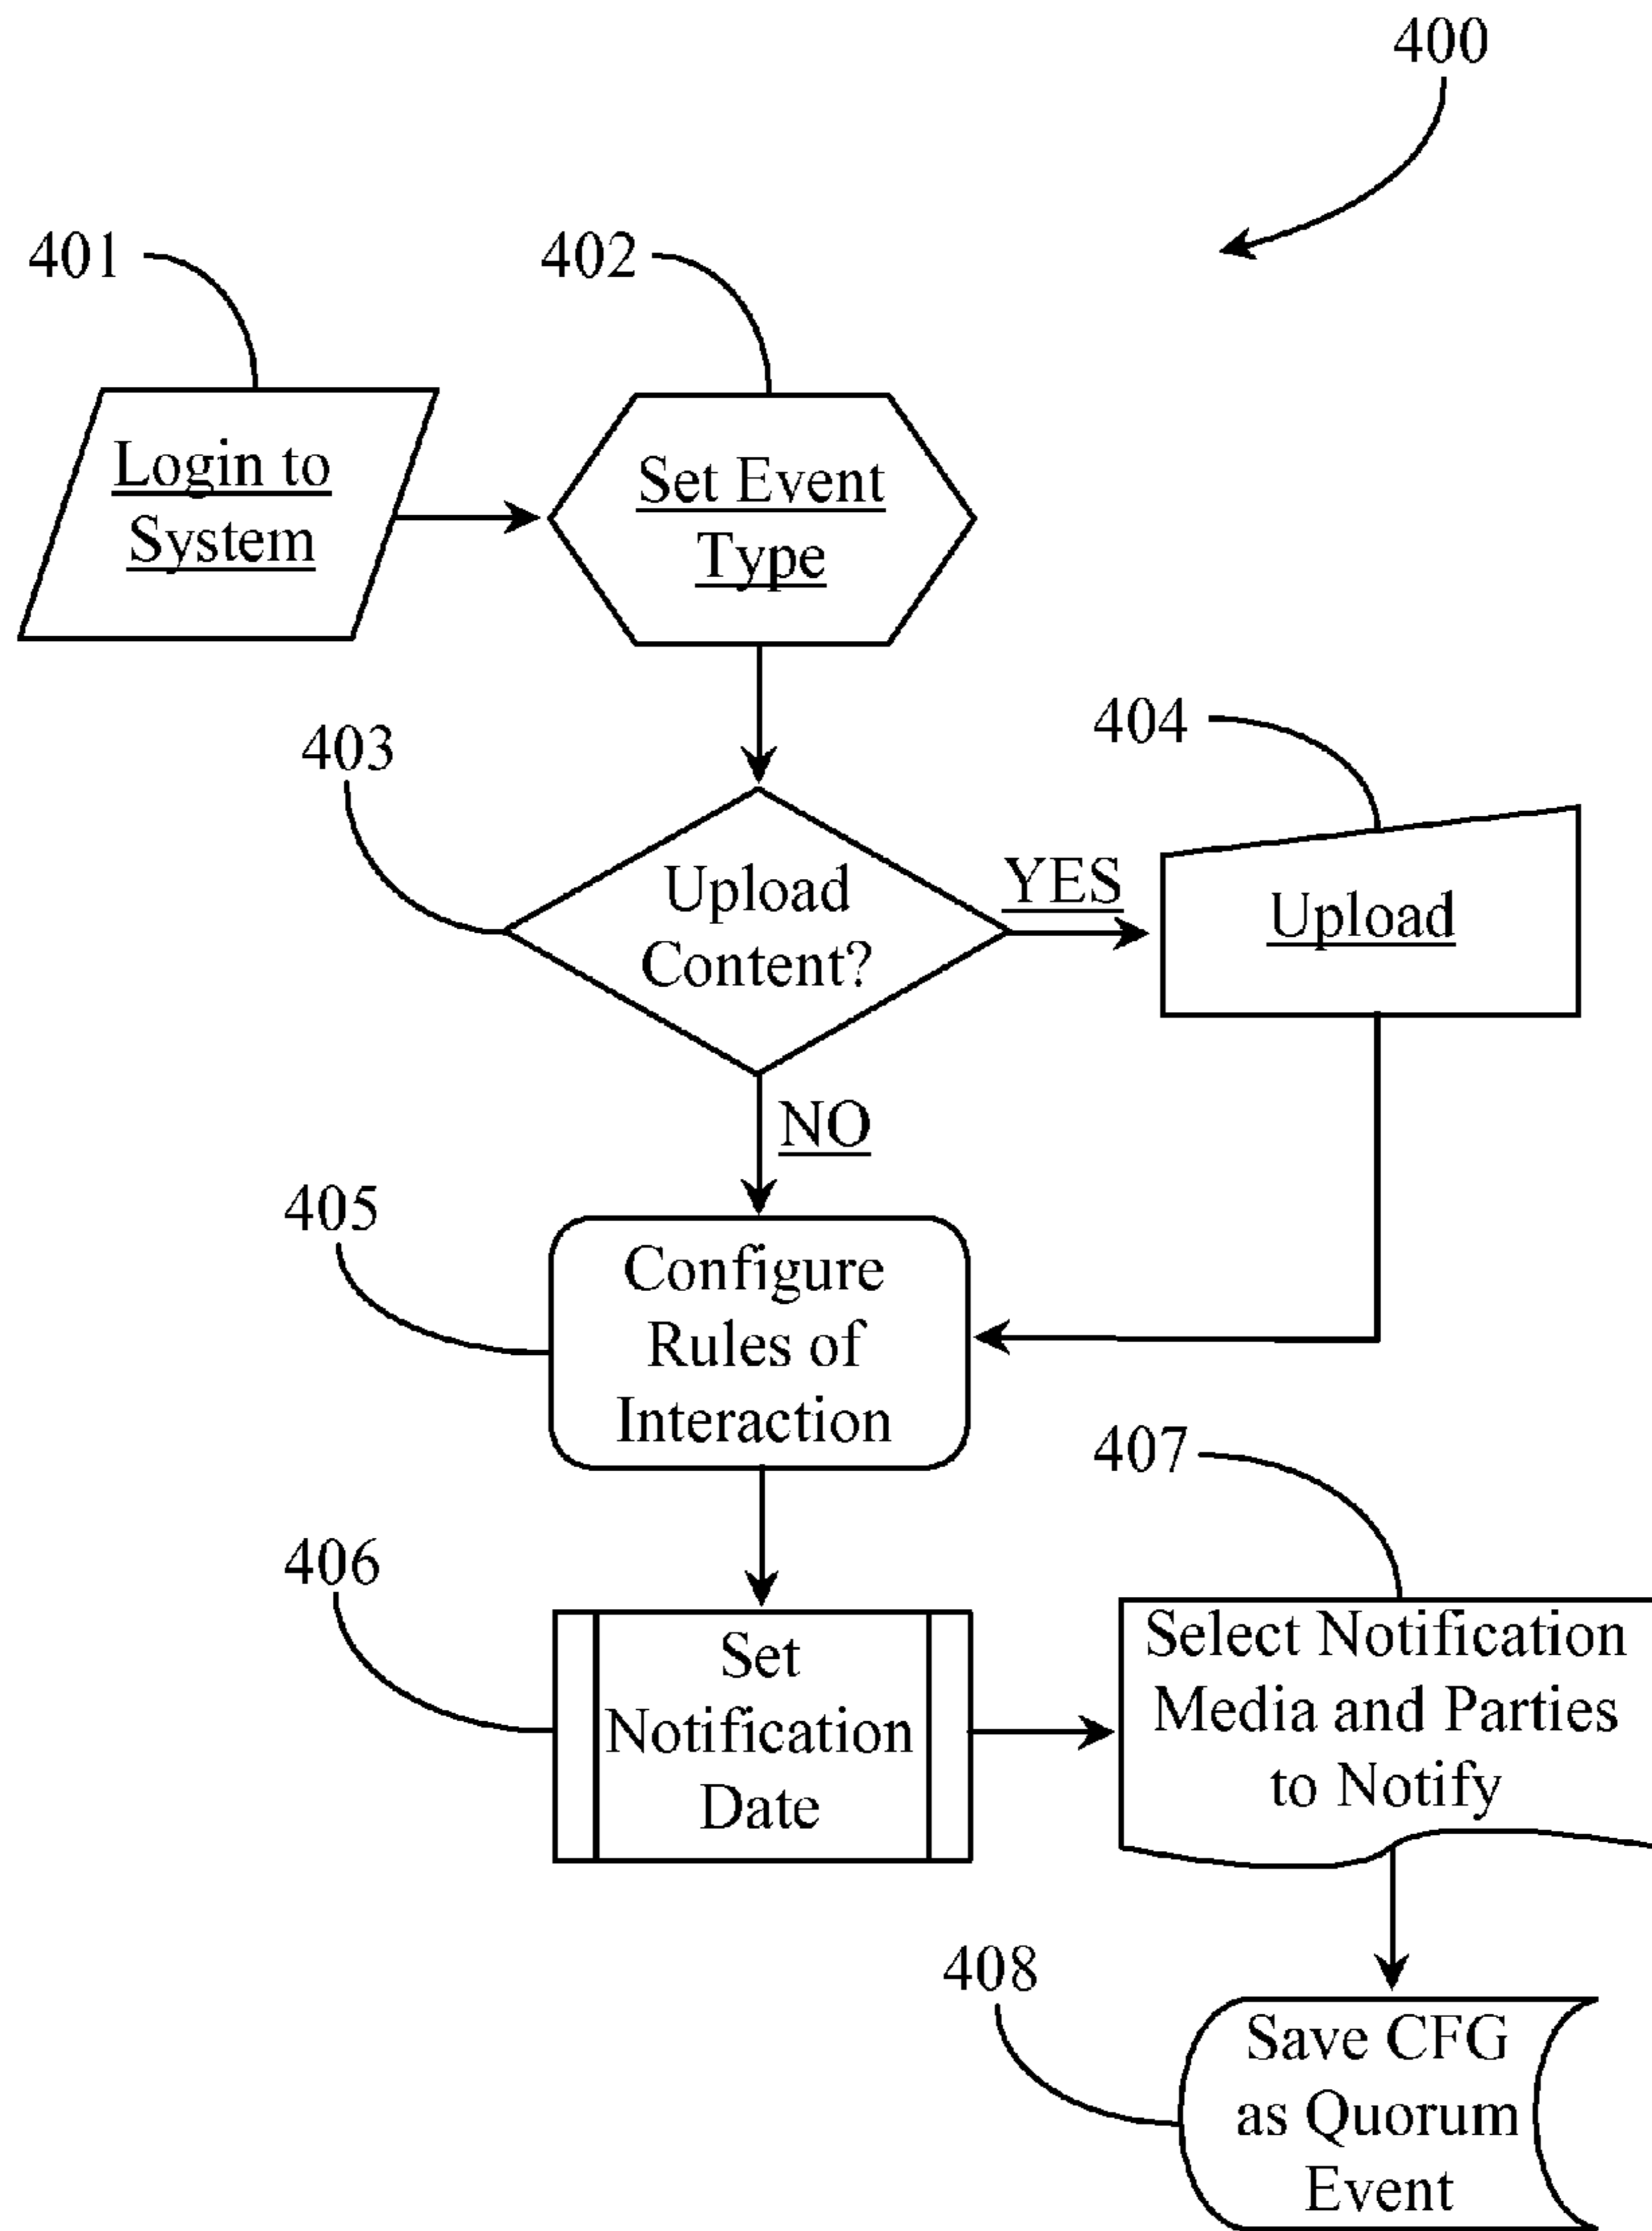 400
401
402
Login to
System
Set Event
Type
403
404
Upload
Content?
YES
Upload
NO
405
Configure
Rules of
Interaction
406
407
Set
Notification
Date
Select Notification
Media and Parties
to Notify
408
Save CFG
as Quorum
Event